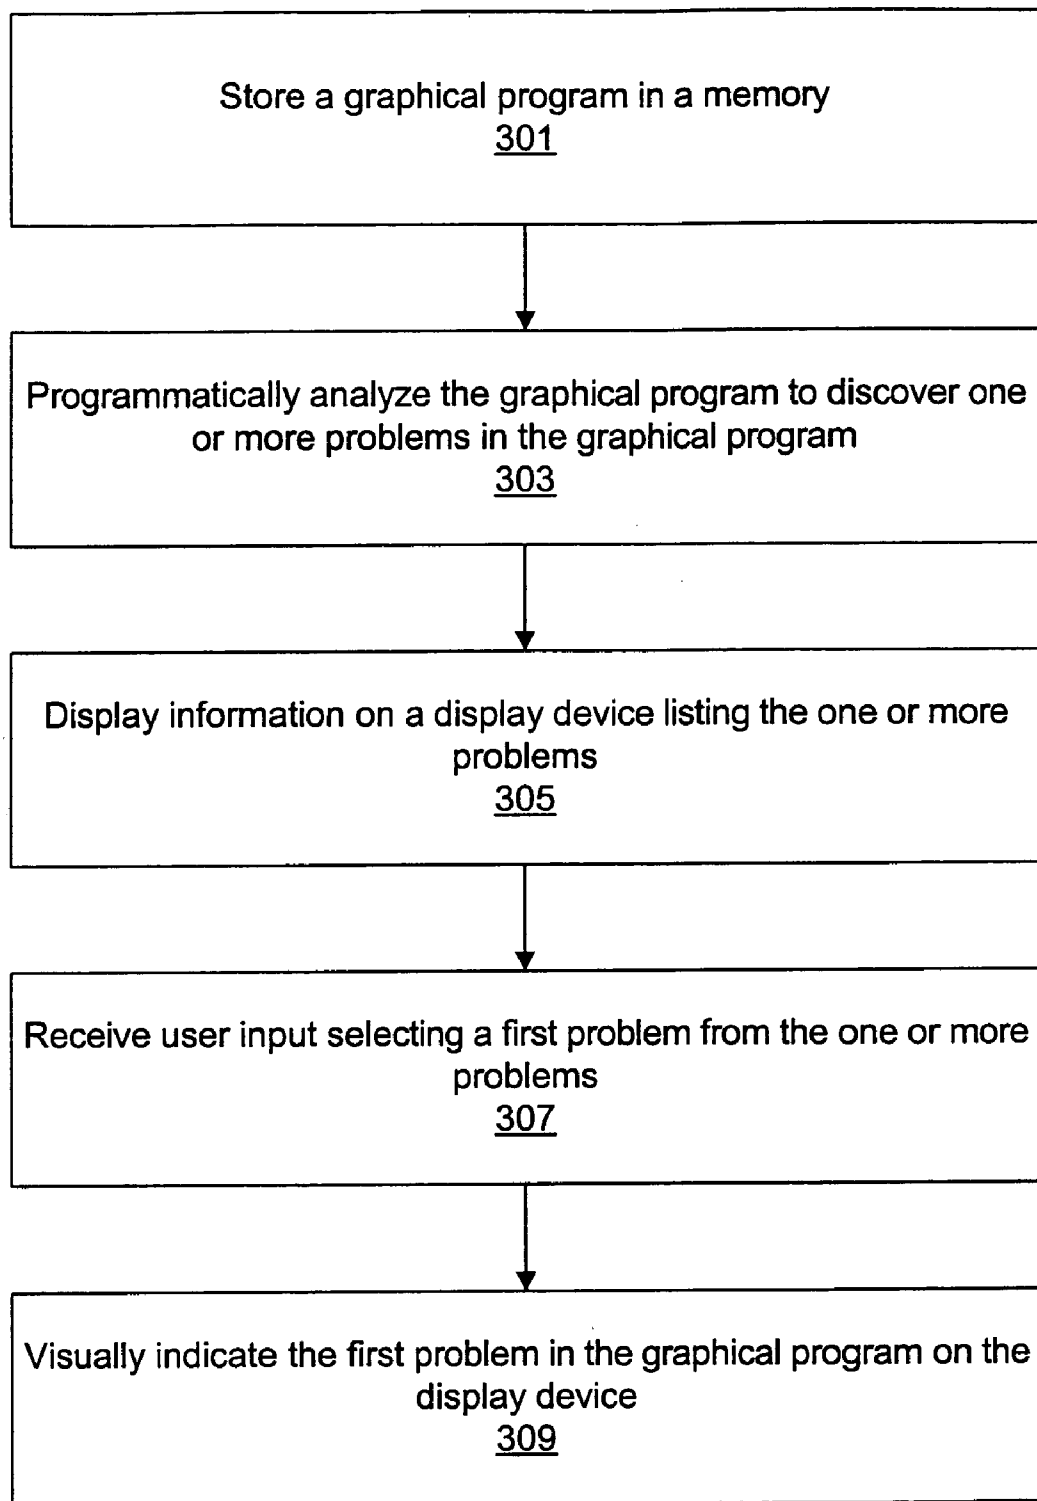 Store a graphical program in a memory
301
Programmatically analyze the graphical program to discover one
or more problems in the graphical program
303
Display information on a display device listing the one or more
problems
305
Receive user input selecting a first problem from the one or more
problems
307
Visually indicate the first problem in the graphical program on the
display device
309